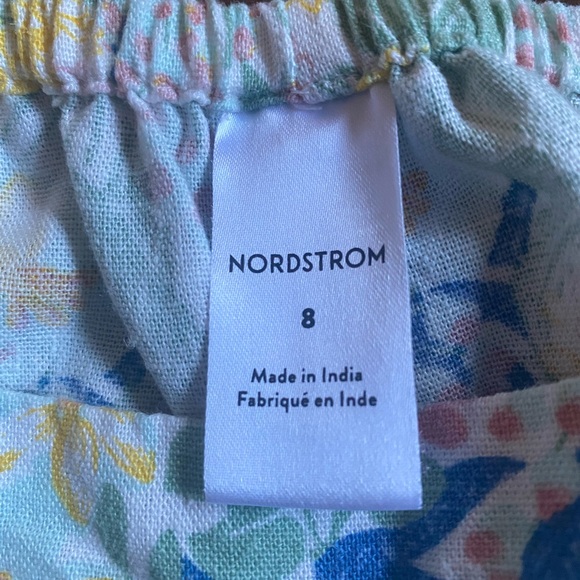 NORDSTROM
8
Made in India
Fabriqué en Inde